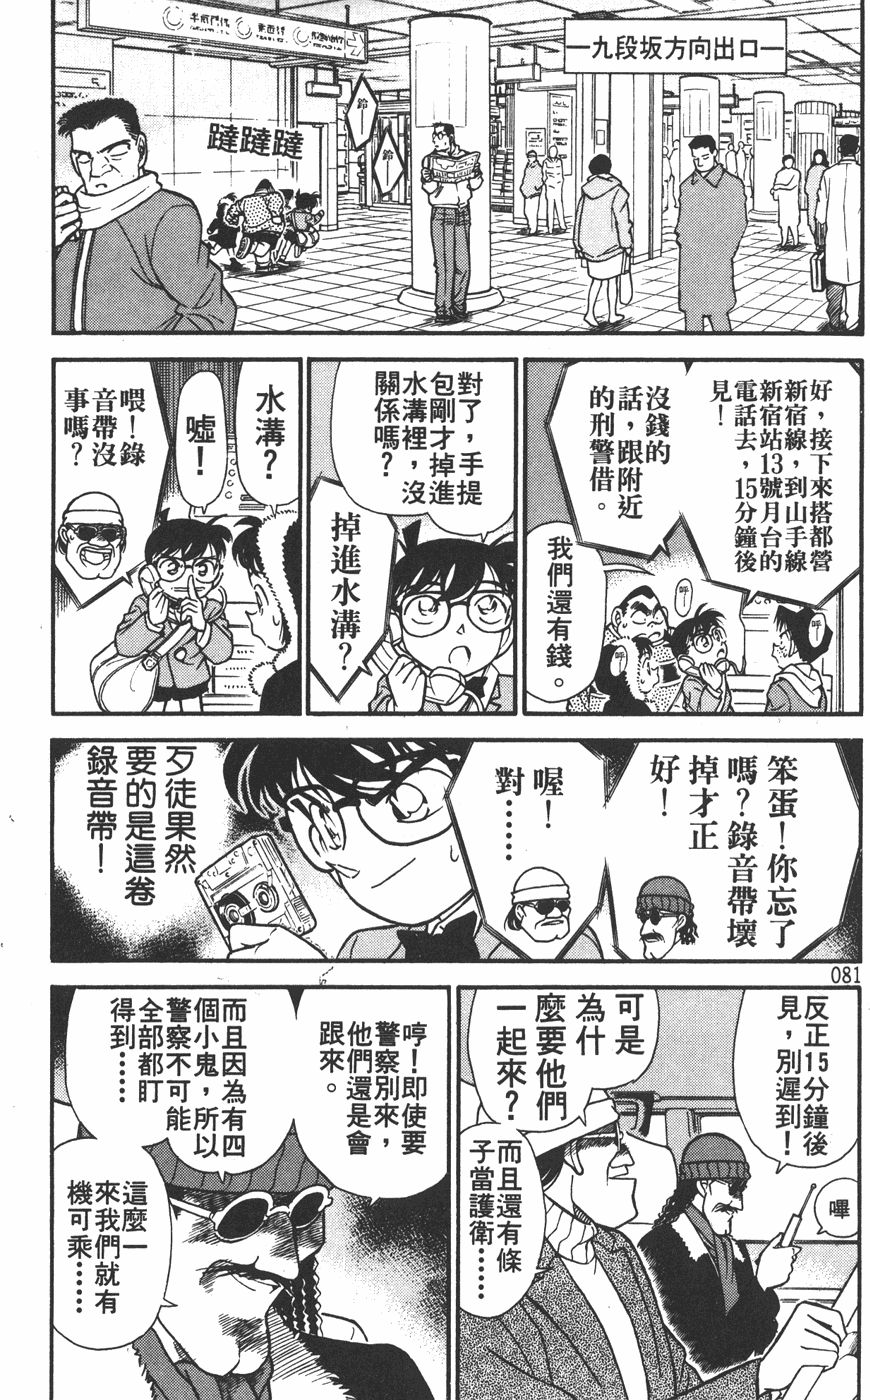 九段坂方向出口
鈴
鈴
躂躂躂
好，接下來搭都營
新宿線，到山手線
新宿站13號月台的
電話去，15分鐘後
見！
沒錢的
話，跟附近
的刑警借。
我們還有錢。
呼
呼
呼
對了，手提
包剛才掉進
水溝裡，沒
關係嗎？
掉進水溝？
水溝？
噓！
喂！錄
音帶沒
事嗎？
笨蛋！你忘了
嗎？錄音帶壞
掉才正
好！
喔！
對……
歹徒果然
要的是這卷
錄音帶！
081
反正15分鐘後
見，別遲到！
嗶
可是
為什
麼要他們
一起來？
而且還有條
子當護衛……
哼！即使要
警察別來，
他們還是會
跟來。
而且因為有四
個小鬼，所以
警察不可能
全部都盯
得到……
這麼一
來我們就有
機可乘……